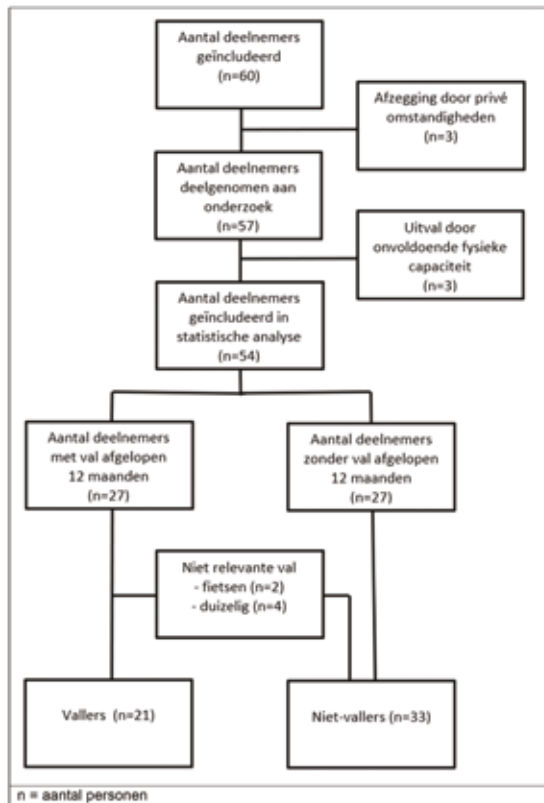 Aantal deelnemers
geïncludeerd
(n=60)
Afzegging door privé
omstandigheden
(n=3)
Aantal deelnemers
deelgenomen aan
onderzoek
(n=57)
Uitval door
onvoldoende fysieke
capaciteit
(n=3)
Aantal deelnemers
geïncludeerd in
statistische analyse
(n=54)
Aantal deelnemers
met val afgelopen
12 maanden
(n=27)
Aantal deelnemers
zonder val afgelopen
12 maanden
(n=27)
Niet relevante val
- fietsen (n=2)
- duizelig (n=4)
Vallers (n=21)
Niet-vallers (n=33)
n = aantal personen